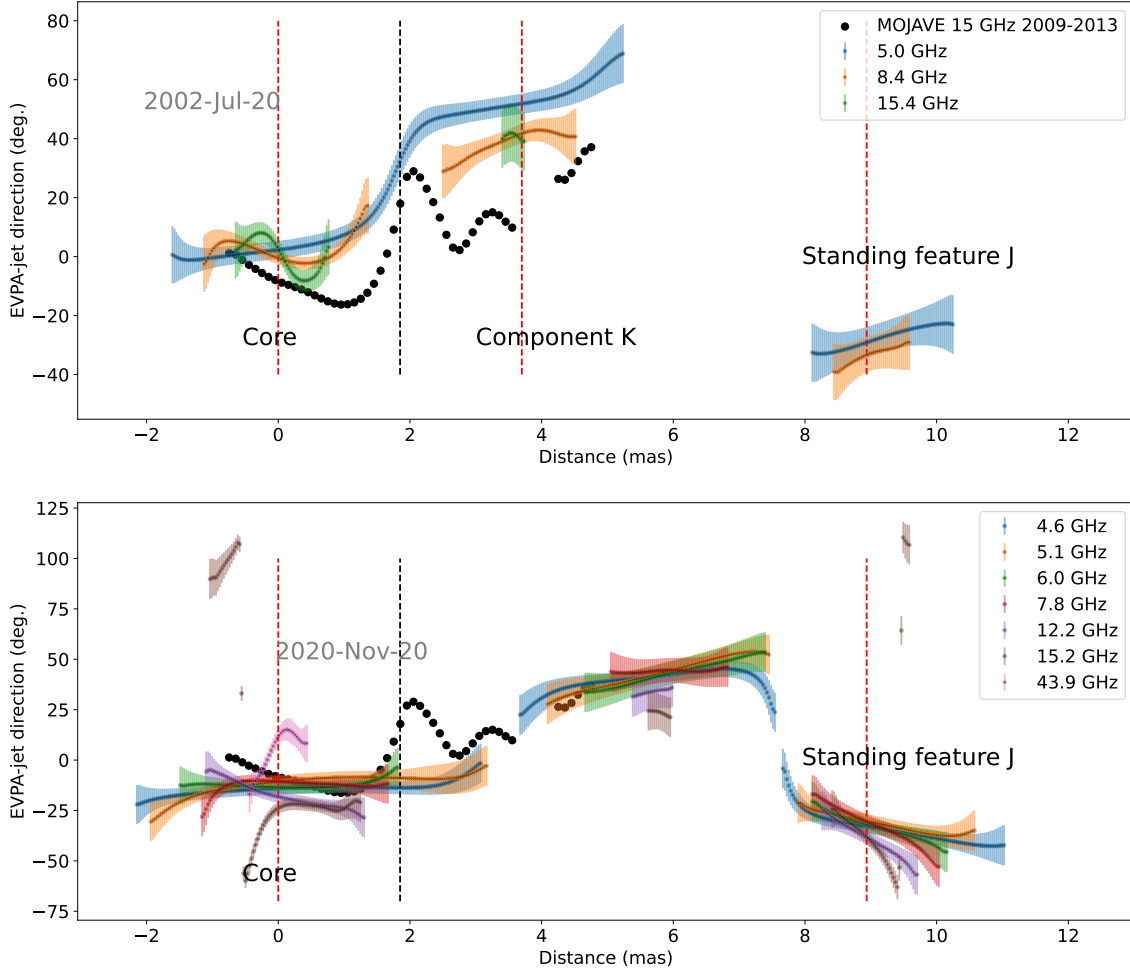 80
60
40
20
0
−20
−40
EVPA-jet direction (deg.)
2002-Jul-20
MOJAVE 15 GHz 2009-2013
5.0 GHz
8.4 GHz
15.4 GHz
Core
Component K
Standing feature J
−2 0 2 4 6 8 10 12
Distance (mas)
125
100
75
50
25
0
−25
−50
−75
EVPA-jet direction (deg.)
2020-Nov-20
4.6 GHz
5.1 GHz
6.0 GHz
7.8 GHz
12.2 GHz
15.2 GHz
43.9 GHz
Standing feature J
Core
−2 0 2 4 6 8 10 12
Distance (mas)